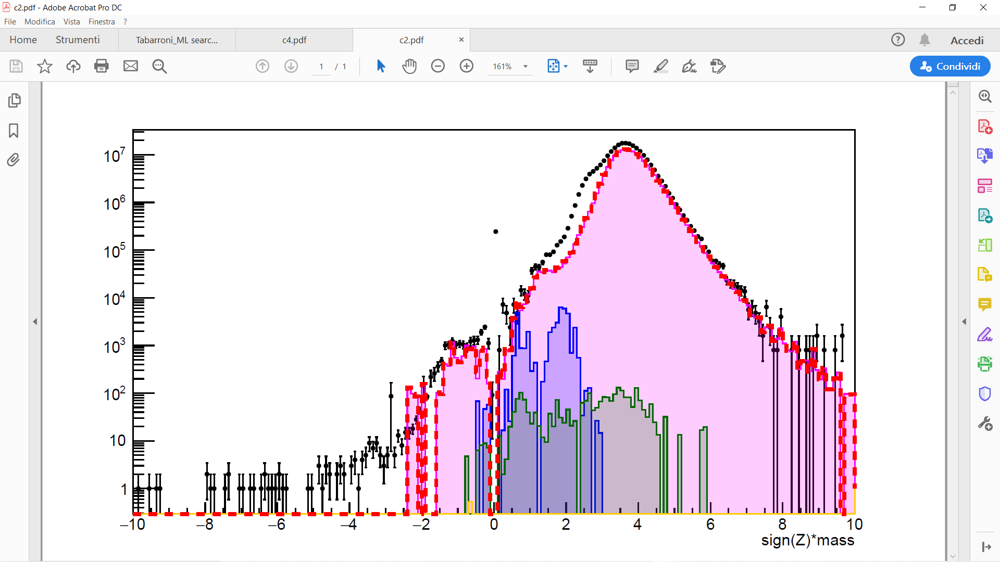 c2.pdf - Adobe Acrobat Pro DC
File Modifica Vista Finestra ?
Home Strumenti Tabarroni_ML searc... c4.pdf c2.pdf × Accedi
1 / 1 161% Condividi
10^7
10^6
10^5
10^4
10^3
10^2
10
1
−10 −8 −6 −4 −2 0 2 4 6 8 10
sign(Z)*mass